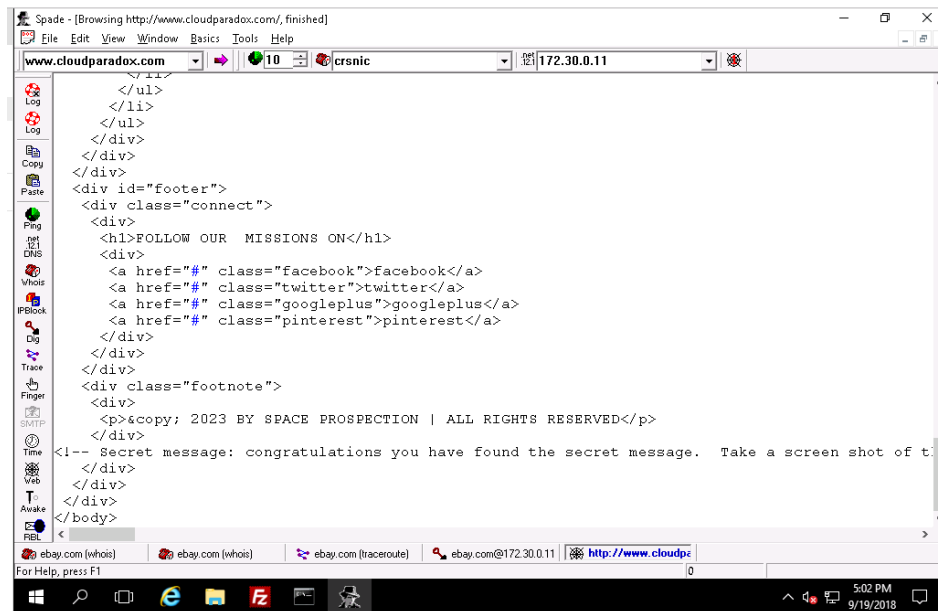 Spade - [Browsing http://www.cloudparadox.com/, finished]
File Edit View Window Basics Tools Help
www.cloudparadox.com 10 crsnic .net 12.1 172.30.0.11
Log
Log
Copy
Paste
Ping
.net 12.1 DNS
Whois
IPBlock
Dig
Trace
Finger
SMTP
Time
Web
Awake
RBL
</li>
</ul>
</li>
</ul>
</div>
</div>
</div>
<div id="footer">
<div class="connect">
<div>
<h1>FOLLOW OUR  MISSIONS ON</h1>
<div>
<a href="#" class="facebook">facebook</a>
<a href="#" class="twitter">twitter</a>
<a href="#" class="googleplus">googleplus</a>
<a href="#" class="pinterest">pinterest</a>
</div>
</div>
</div>
<div class="footnote">
<div>
<p>&copy; 2023 BY SPACE PROSPECTION | ALL RIGHTS RESERVED</p>
</div>
<!-- Secret message: congratulations you have found the secret message.  Take a screen shot of
</div>
</div>
</div>
</body>
ebay.com (whois) ebay.com (whois) ebay.com (traceroute) ebay.com@172.30.0.11 http://www.cloudpa
For Help, press F1 0
5:02 PM
9/19/2018